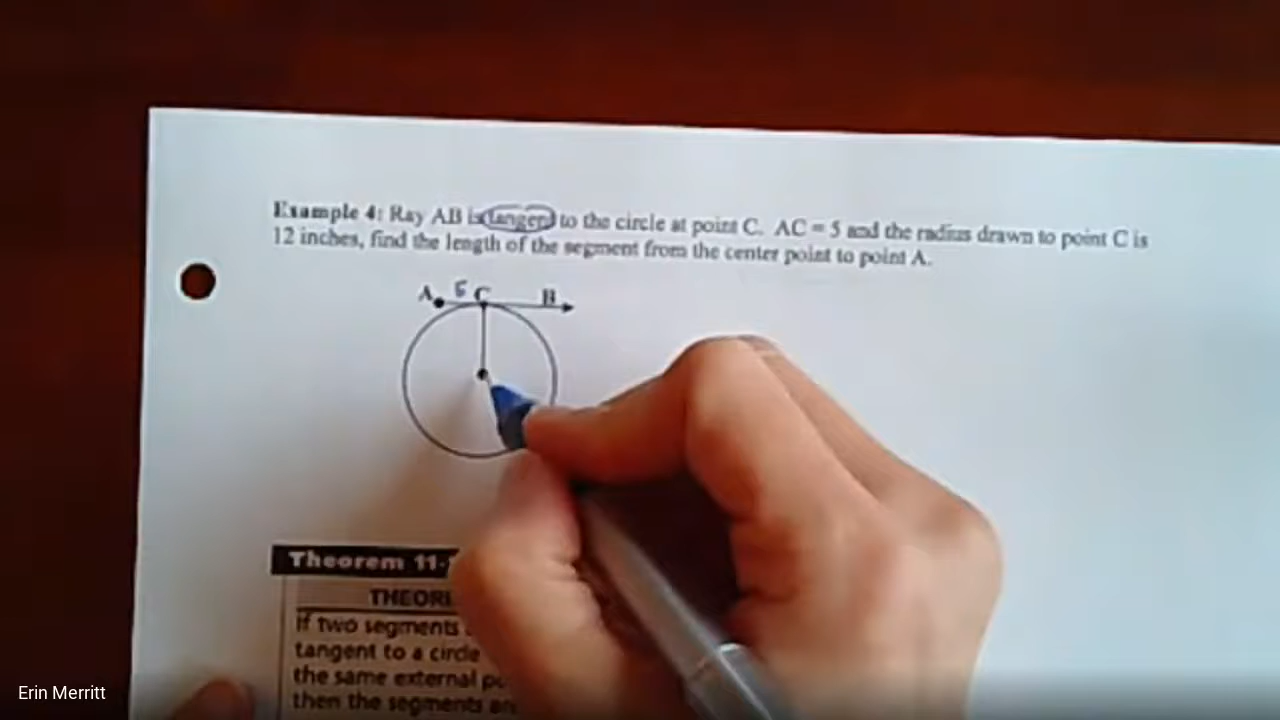 Example 4: Ray AB is tangent to the circle at point C. AC = 5 and the radius drawn to point C is
12 inches, find the length of the segment from the center point to point A.
A 5 C B
Theorem 11-
THEORE
If two segments
tangent to a circle
the same external po
then the segments
Erin Merritt